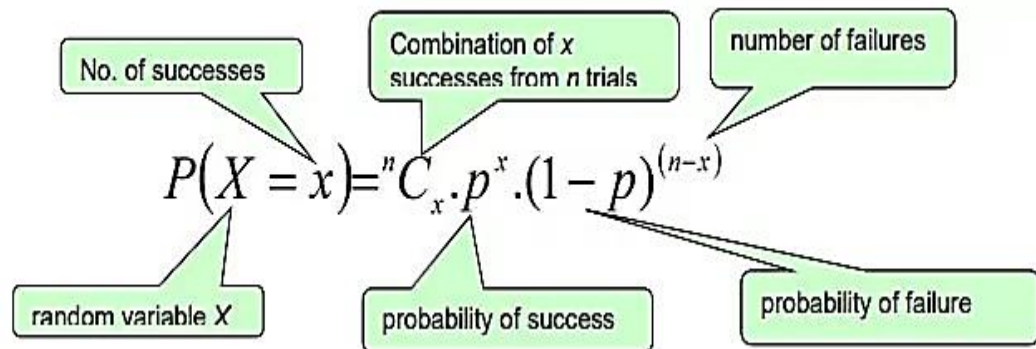 No. of successes
Combination of x
successes from n trials
number of failures
P(X = x)=ⁿCₓ.pˣ.(1 − p)⁽ⁿ⁻ˣ⁾
random variable X
probability of success
probability of failure